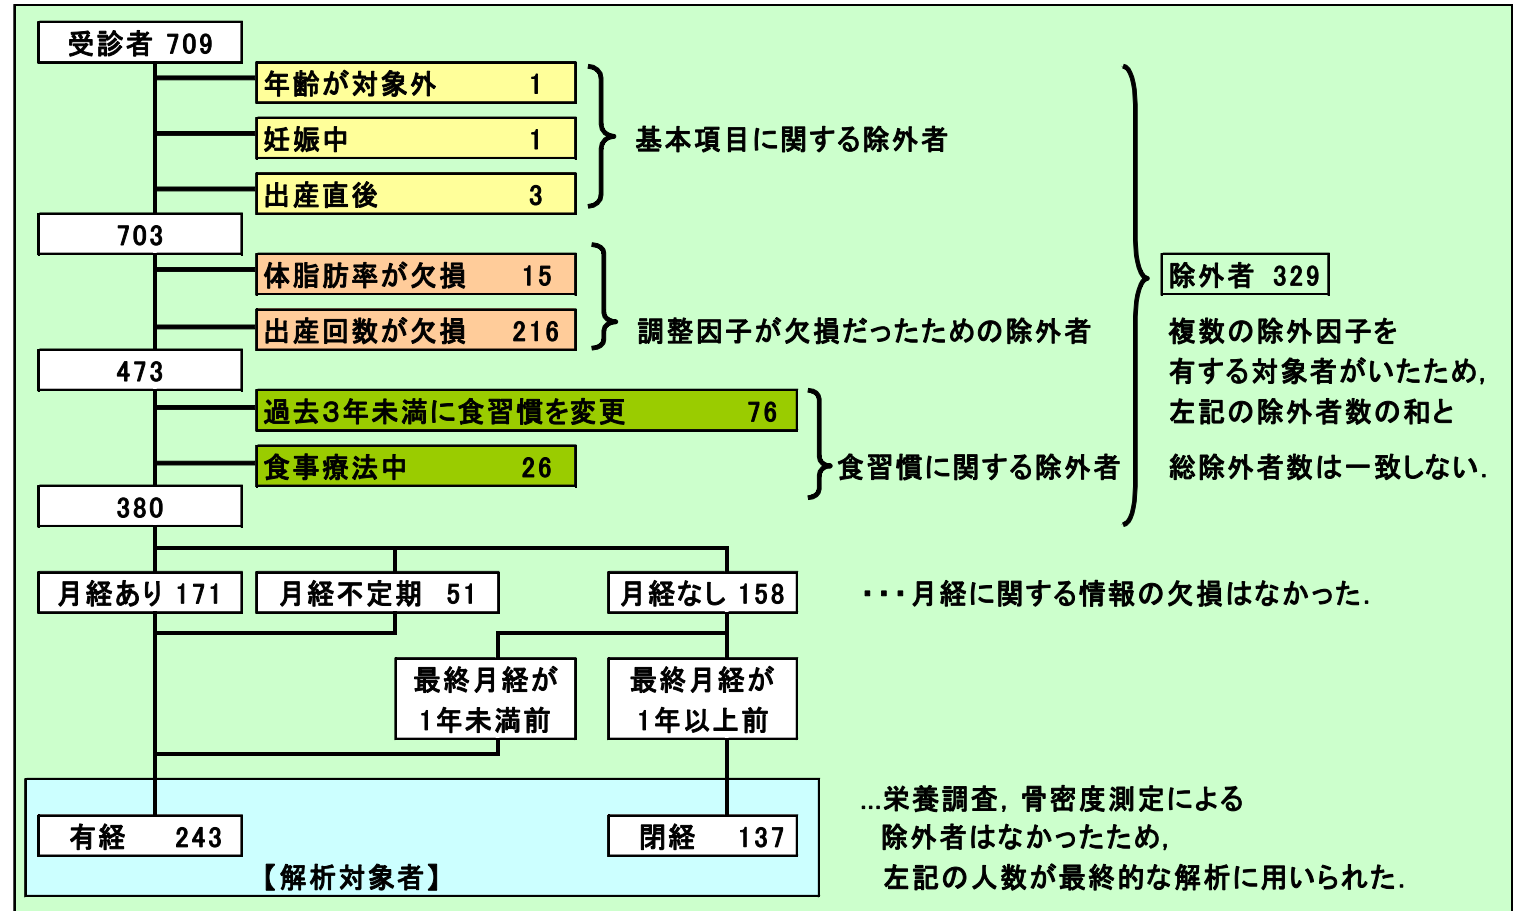 受診者 709
年齢が対象外 1
妊娠中 1
出産直後 3
基本項目に関する除外者
703
体脂肪率が欠損 15
出産回数が欠損 216
調整因子が欠損だったための除外者
473
過去3年未満に食習慣を変更 76
食事療法中 26
食習慣に関する除外者
380
除外者 329
複数の除外因子を
有する対象者がいたため,
左記の除外者数の和と
総除外者数は一致しない.
月経あり 171
月経不定期 51
月経なし 158
・・・月経に関する情報の欠損はなかった.
最終月経が
1年未満前
最終月経が
1年以上前
有経 243
閉経 137
【解析対象者】
...栄養調査, 骨密度測定による
除外者はなかったため,
左記の人数が最終的な解析に用いられた.